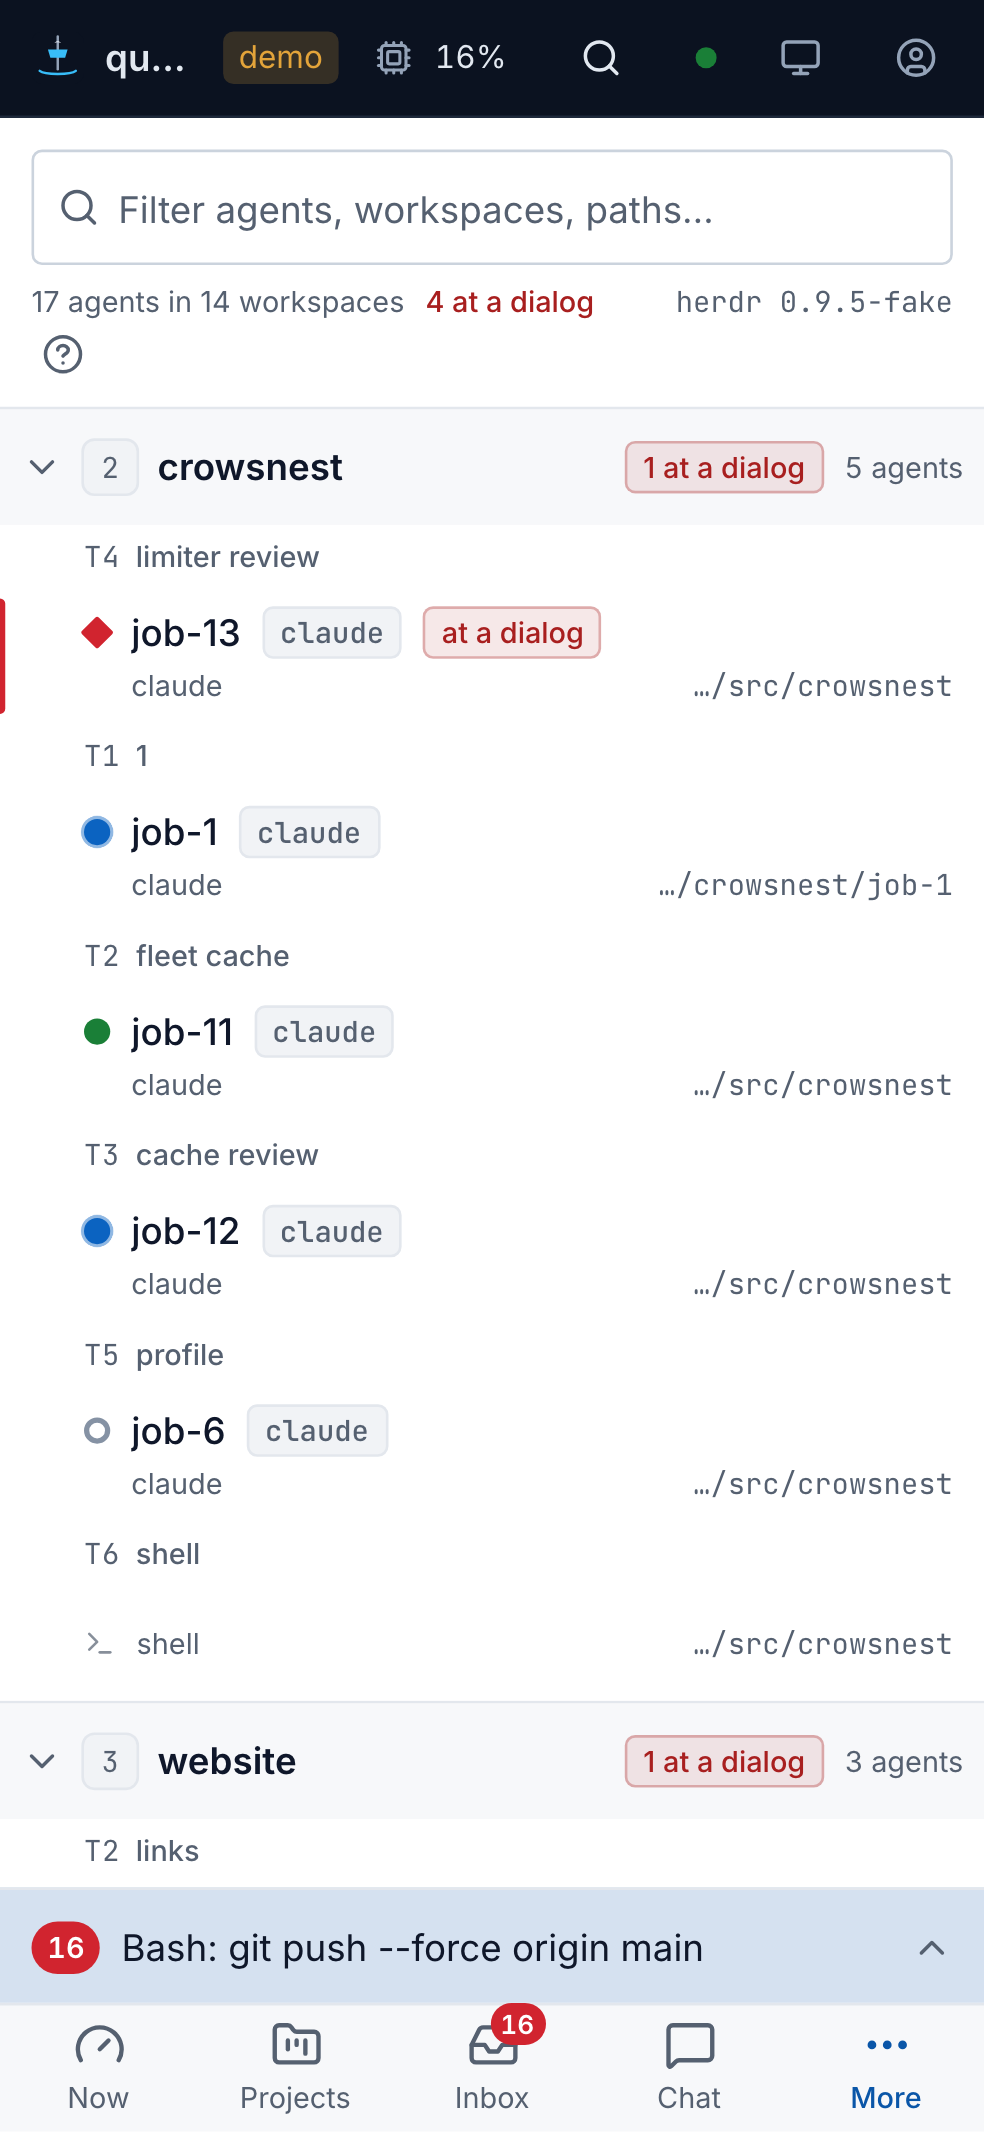 qu... demo 16%
Filter agents, workspaces, paths...
17 agents in 14 workspaces 4 at a dialog herdr 0.9.5-fake
2 crowsnest 1 at a dialog 5 agents
T4 limiter review
job-13 claude at a dialog
claude …/src/crowsnest
T1 1
job-1 claude
claude …/crowsnest/job-1
T2 fleet cache
job-11 claude
claude …/src/crowsnest
T3 cache review
job-12 claude
claude …/src/crowsnest
T5 profile
job-6 claude
claude …/src/crowsnest
T6 shell
shell …/src/crowsnest
3 website 1 at a dialog 3 agents
T2 links
16 Bash: git push --force origin main
16
Now Projects Inbox Chat More